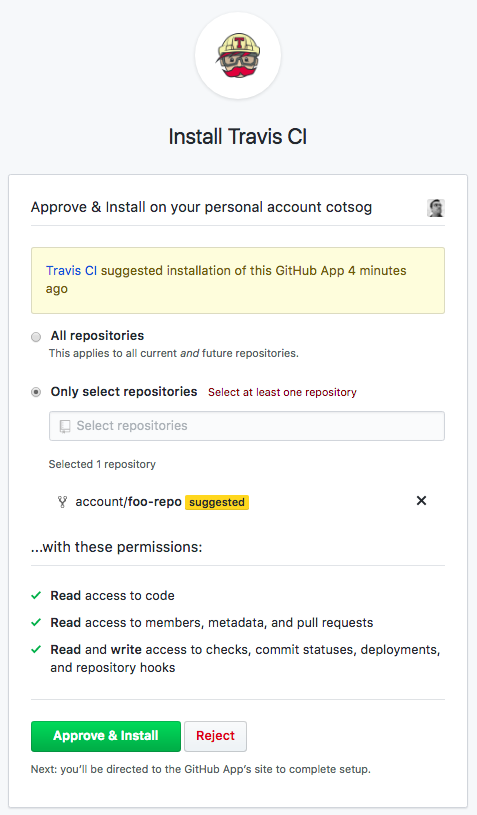 T
Install Travis CI
Approve & Install on your personal account cotsog
Travis CI suggested installation of this GitHub App 4 minutes
ago
All repositories
This applies to all current and future repositories.
Only select repositories Select at least one repository
Select repositories
Selected 1 repository
account/foo-repo suggested
...with these permissions:
Read access to code
Read access to members, metadata, and pull requests
Read and write access to checks, commit statuses, deployments,
and repository hooks
Approve & Install Reject
Next: you'll be directed to the GitHub App's site to complete setup.